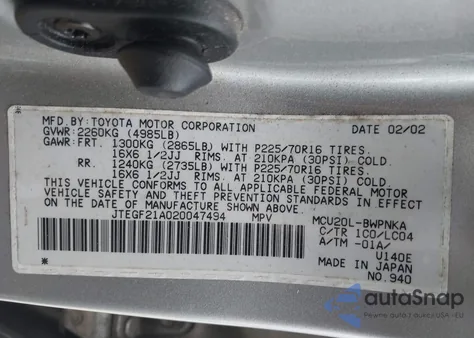 MFD. BY: TOYOTA MOTOR CORPORATION DATE 02/02
GVWR: 2260KG (4985LB)
GAWR: FRT. 1300KG (2865LB) WITH P225/70R16 TIRES.
16X6 1/2JJ RIMS. AT 210KPA (30PSI) COLD.
RR. 1240KG (2735LB) WITH P225/70R16 TIRES.
16X6 1/2JJ RIMS. AT 210KPA (30PSI) COLD.
THIS VEHICLE CONFORMS TO ALL APPLICABLE FEDERAL MOTOR
VEHICLE SAFETY AND THEFT PREVENTION STANDARDS IN EFFECT
ON THE DATE OF MANUFACTURE SHOWN ABOVE.
JTEGF21A020047494 MPV MCU20L-BWPNKA
C/TR 1C0/LC04
A/TM -01A/
U140E
MADE IN JAPAN
NO. 940
autoSnap